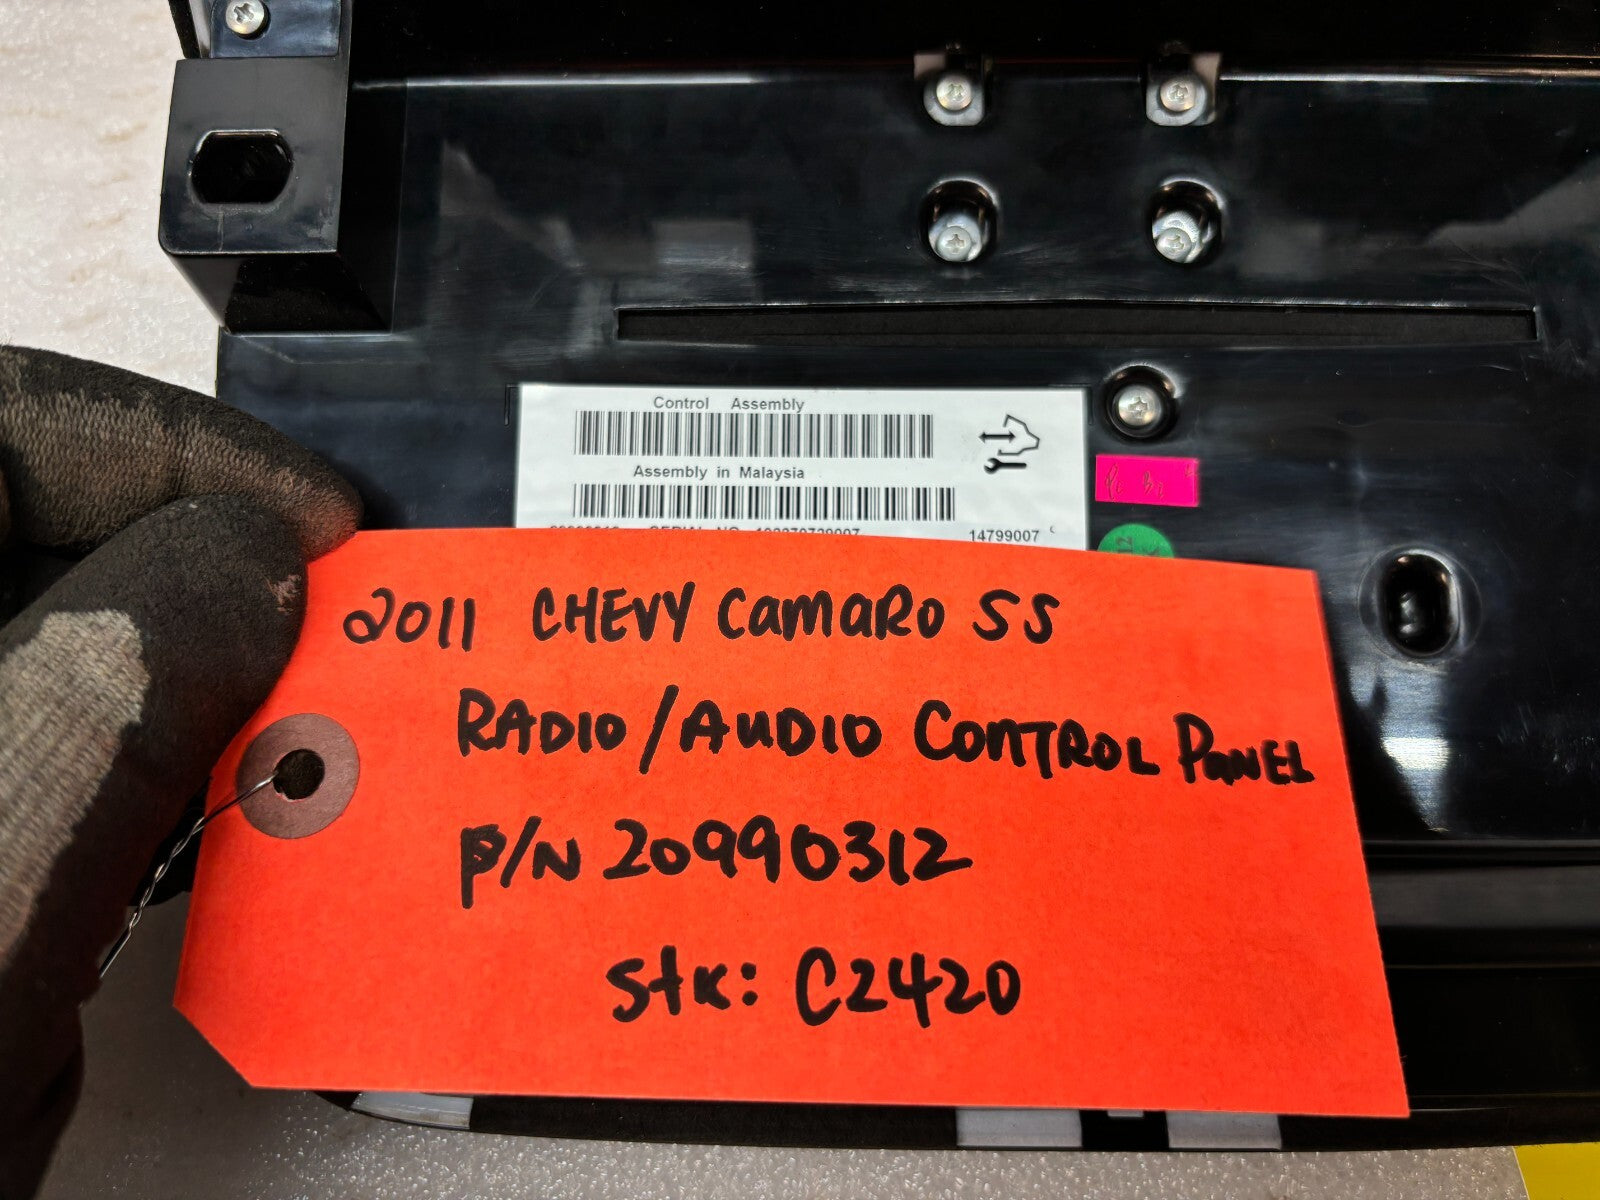 Control Assembly
Assembly in Malaysia
14799007
2011 CHEVY CamaRO SS
RADIO/AUDIO CONTROL PANEL
P/N 20990312
Stk: C2420